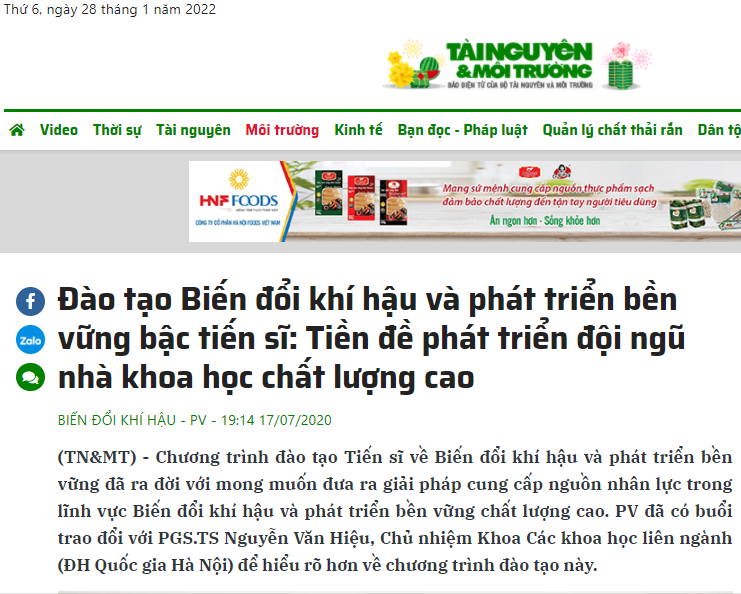 Thứ 6, ngày 28 tháng 1 năm 2022
TÀI NGUYÊN
& MÔI TRƯỜNG
BÁO ĐIỆN TỬ CỦA BỘ TÀI NGUYÊN VÀ MÔI TRƯỜNG
Video Thời sự Tài nguyên Môi trường Kinh tế Bạn đọc - Pháp luật Quản lý chất thải rắn Dân tộ
HNF FOODS
CÔNG TY CỔ PHẦN HÀ NỘI FOODS VIỆT NAM
Mang sứ mệnh cung cấp nguồn thực phẩm sạch
đảm bảo chất lượng đến tận tay người tiêu dùng
Ăn ngon hơn - Sống khỏe hơn
Đào tạo Biến đổi khí hậu và phát triển bền
Zalo
vững bậc tiến sĩ: Tiền đề phát triển đội ngũ
nhà khoa học chất lượng cao
BIẾN ĐỔI KHÍ HẬU - PV - 19:14 17/07/2020
(TN&MT) - Chương trình đào tạo Tiến sĩ về Biến đổi khí hậu và phát triển bền
vững đã ra đời với mong muốn đưa ra giải pháp cung cấp nguồn nhân lực trong
lĩnh vực Biến đổi khí hậu và phát triển bền vững chất lượng cao. PV đã có buổi
trao đổi với PGS.TS Nguyễn Văn Hiệu, Chủ nhiệm Khoa Các khoa học liên ngành
(ĐH Quốc gia Hà Nội) để hiểu rõ hơn về chương trình đào tạo này.